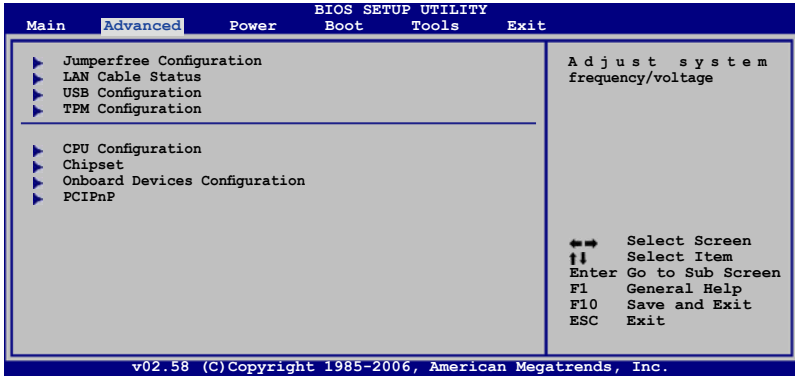 BIOS SETUP UTILITY
Main Advanced Power Boot Tools Exit
Jumperfree Configuration
LAN Cable Status
USB Configuration
TPM Configuration
CPU Configuration
Chipset
Onboard Devices Configuration
PCIPnP
Adjust system
frequency/voltage
Select Screen
Select Item
Enter Go to Sub Screen
F1 General Help
F10 Save and Exit
ESC Exit
v02.58 (C)Copyright 1985-2006, American Megatrends, Inc.